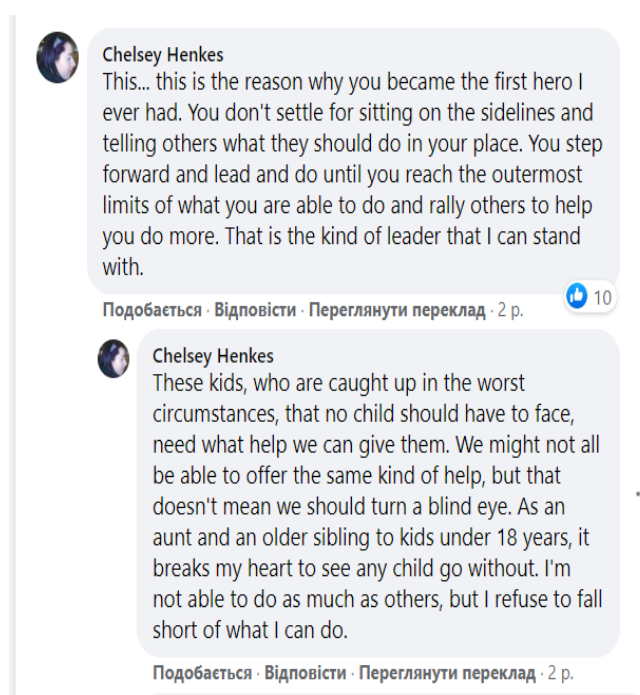 Chelsey Henkes
This... this is the reason why you became the first hero I
ever had. You don't settle for sitting on the sidelines and
telling others what they should do in your place. You step
forward and lead and do until you reach the outermost
limits of what you are able to do and rally others to help
you do more. That is the kind of leader that I can stand
with.
10
Подобається · Відповісти · Переглянути переклад · 2 р.
Chelsey Henkes
These kids, who are caught up in the worst
circumstances, that no child should have to face,
need what help we can give them. We might not all
be able to offer the same kind of help, but that
doesn't mean we should turn a blind eye. As an
aunt and an older sibling to kids under 18 years, it
breaks my heart to see any child go without. I'm
not able to do as much as others, but I refuse to fall
short of what I can do.
Подобається · Відповісти · Переглянути переклад · 2 р.